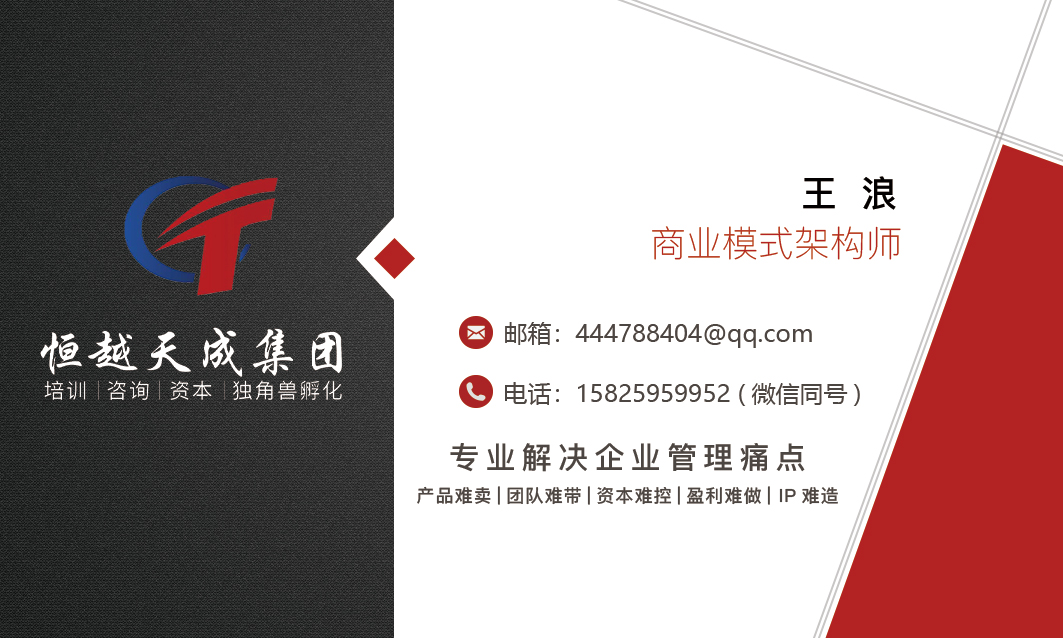 恒越天成集团
培训 | 咨询 | 资本 | 独角兽孵化
王 浪
商业模式架构师
邮箱：444788404@qq.com
电话：15825959952 ( 微信同号 )
专业解决企业管理痛点
产品难卖 | 团队难带 | 资本难控 | 盈利难做 | IP 难造